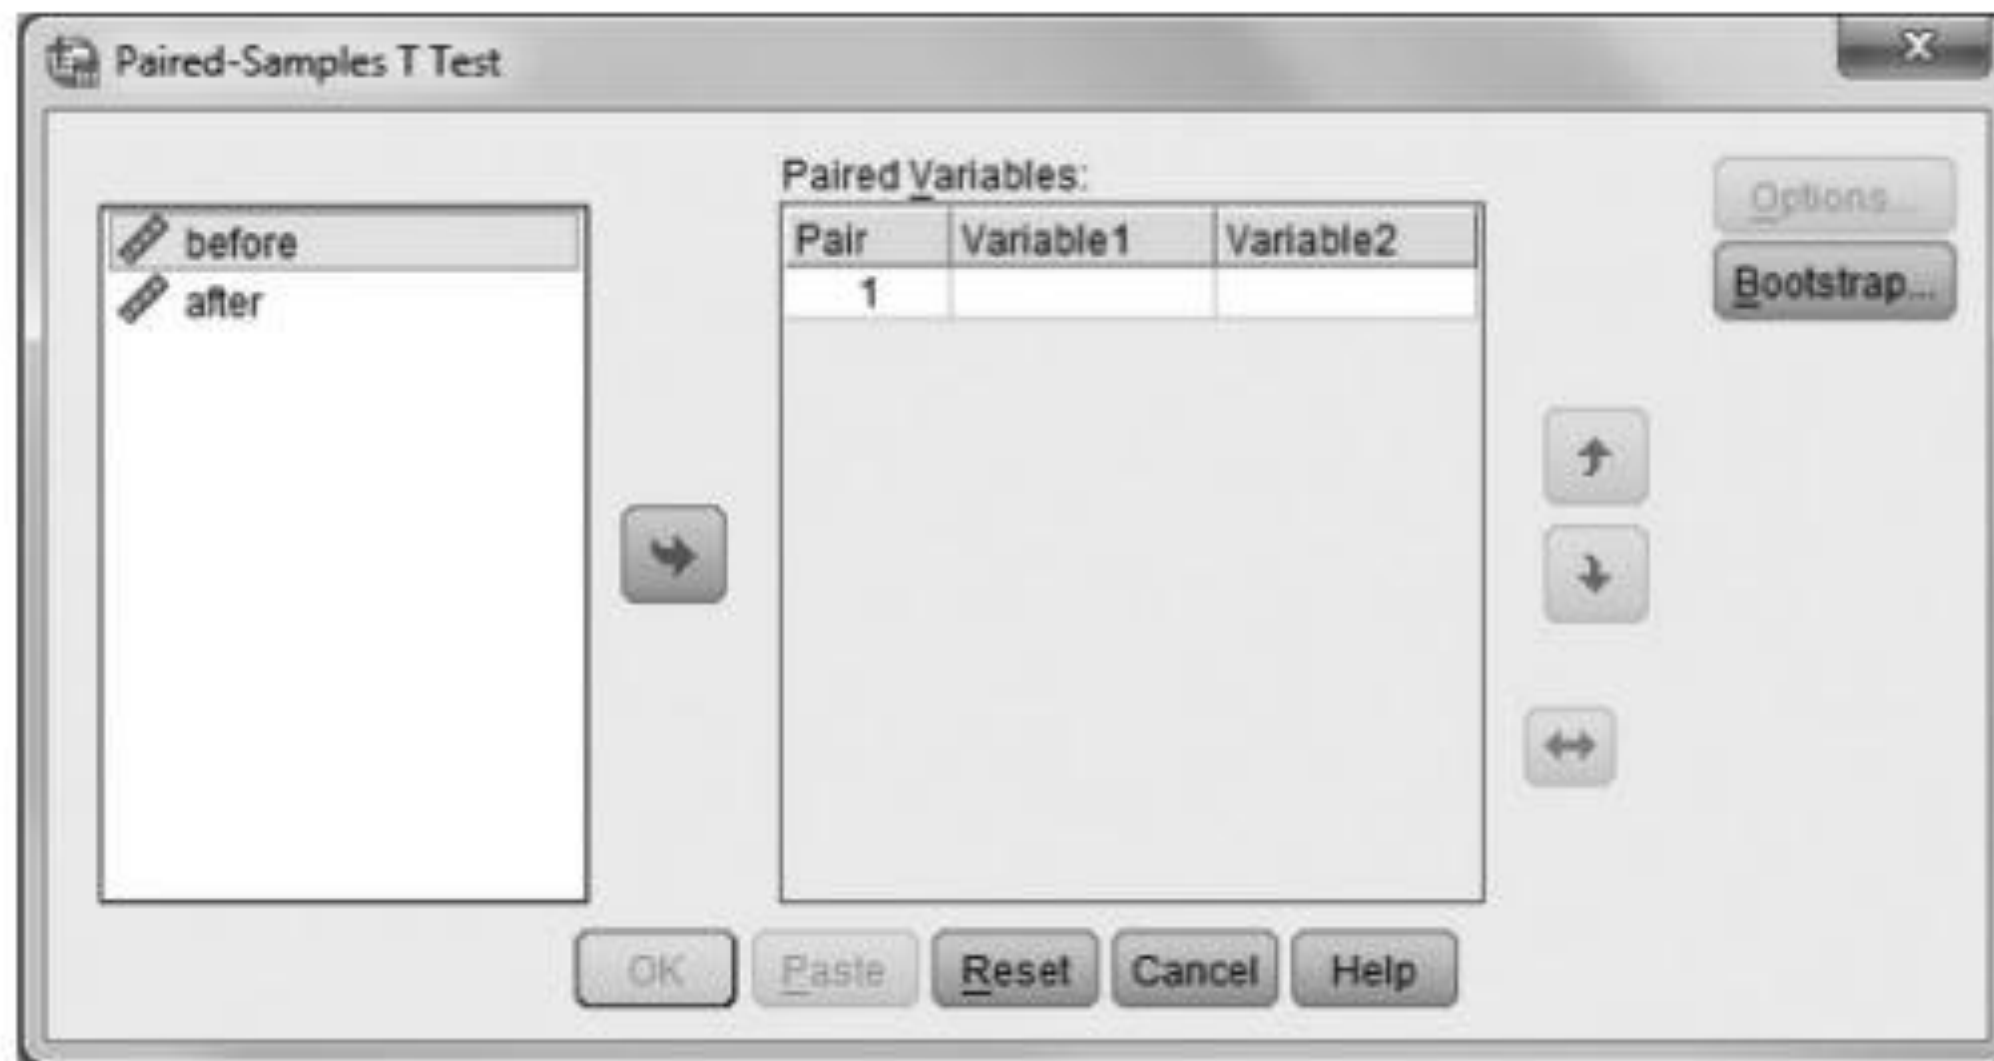 Paired-Samples T Test
Paired Variables:
before
after
Pair Variable1 Variable2
1
Options...
Bootstrap...
OK Paste Reset Cancel Help